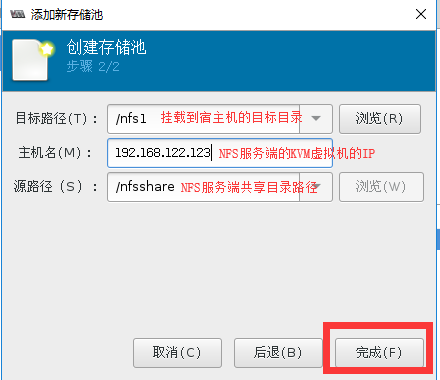 添加新存储池
创建存储池
步骤 2/2
目标路径(T)： /nfs1 挂载到宿主机的目标目录 浏览(R)
主机名(M)： 192.168.122.123 NFS服务端的KVM虚拟机的IP
源路径（S）： /nfsshare NFS服务端共享目录路径 浏览(W)
取消(C) 后退(B) 完成(F)